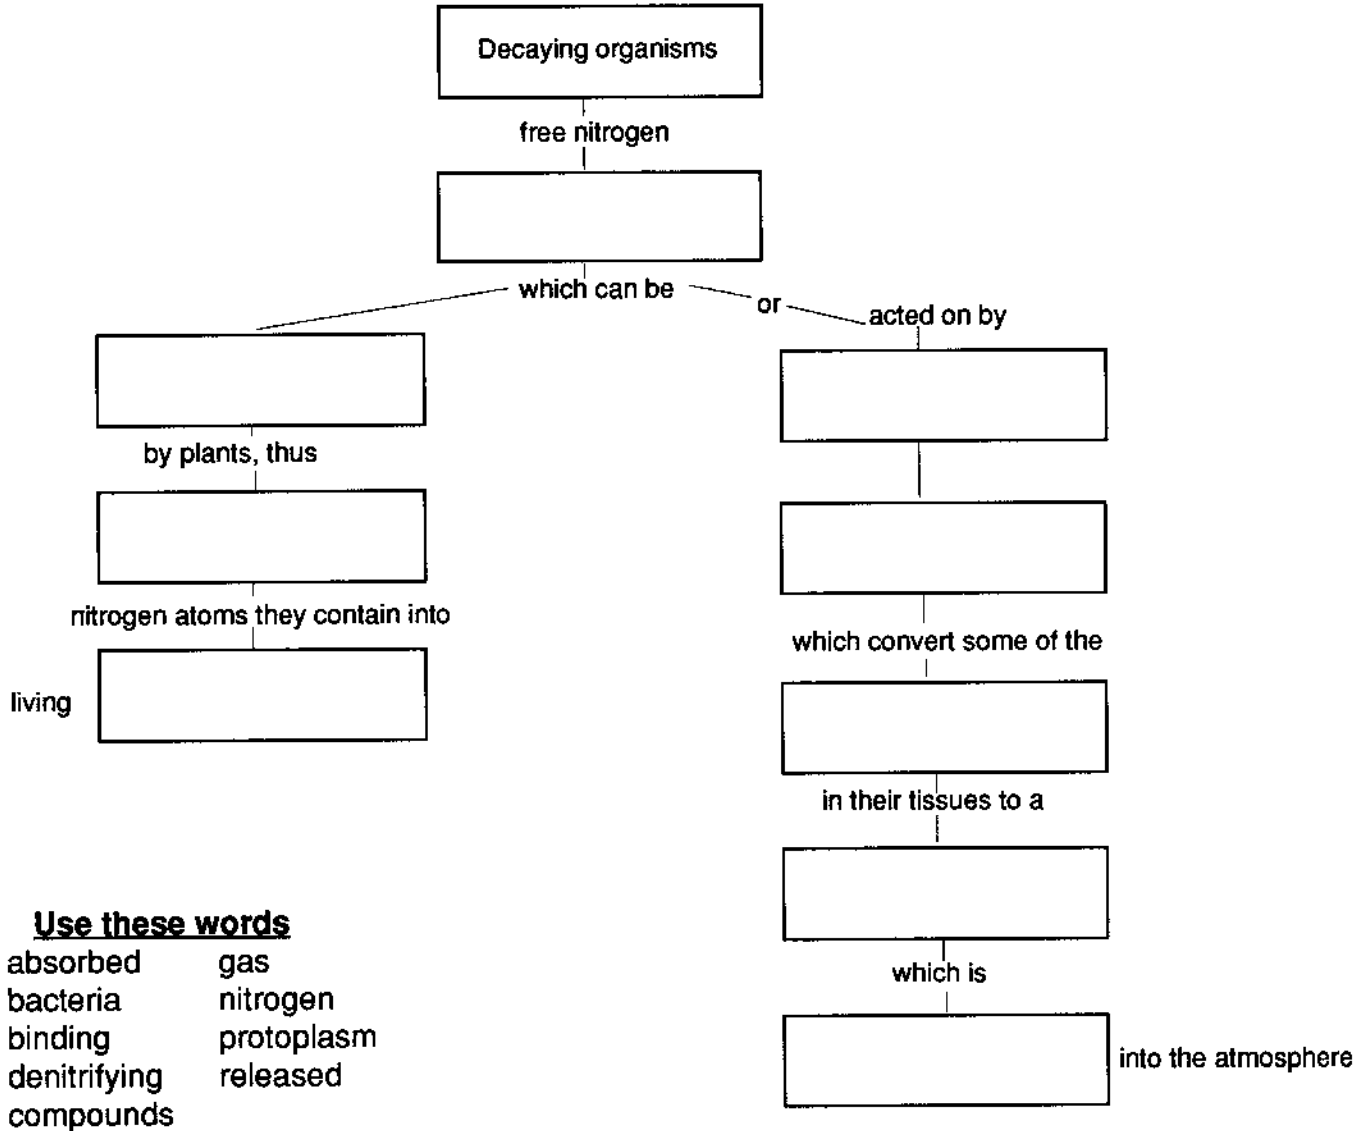 Decaying organisms
free nitrogen
which can be
or
acted on by
by plants, thus
nitrogen atoms they contain into
living
which convert some of the
in their tissues to a
which is
into the atmosphere
Use these words
absorbed
bacteria
binding
denitrifying
compounds
gas
nitrogen
protoplasm
released